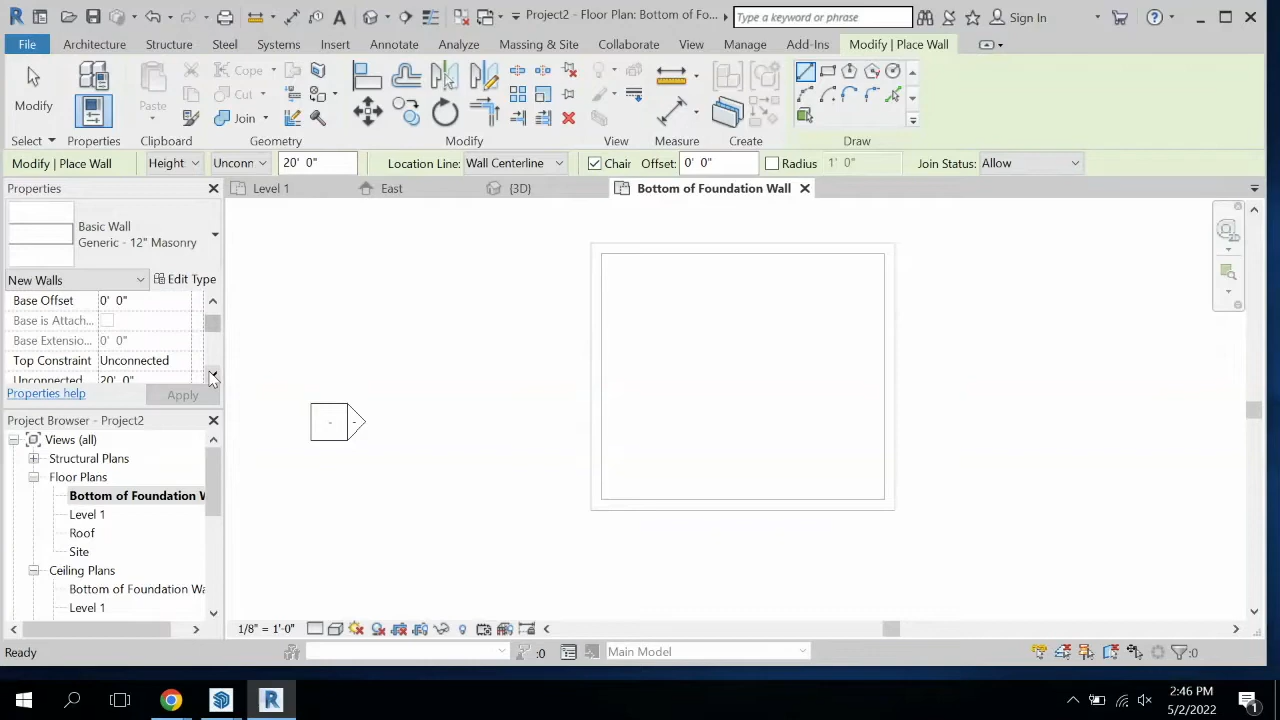 Project2 - Floor Plan: Bottom of Fo...
Type a keyword or phrase
Sign In
File
Architecture
Structure
Steel
Systems
Insert
Annotate
Analyze
Massing & Site
Collaborate
View
Manage
Add-Ins
Modify | Place Wall
Modify
Paste
Cope
Cut
Join
Select
Properties
Clipboard
Geometry
Modify
View
Measure
Create
Draw
Modify | Place Wall
Height
Unconn
20' 0"
Location Line: Wall Centerline
Chair
Offset: 0' 0"
Radius
1' 0"
Join Status: Allow
Properties
Level 1
East
{3D}
Bottom of Foundation Wall
Basic Wall
Generic - 12" Masonry
New Walls
Edit Type
Base Offset 0' 0"
Base is Attach...
Base Extensio... 0' 0"
Top Constraint Unconnected
Unconnected 20' 0"
Properties help
Apply
Project Browser - Project2
Views (all)
Structural Plans
Floor Plans
Bottom of Foundation W
Level 1
Roof
Site
Ceiling Plans
Bottom of Foundation Wa
Level 1
1/8" = 1'-0"
Ready
:0
Main Model
:0
2:46 PM
5/2/2022
1